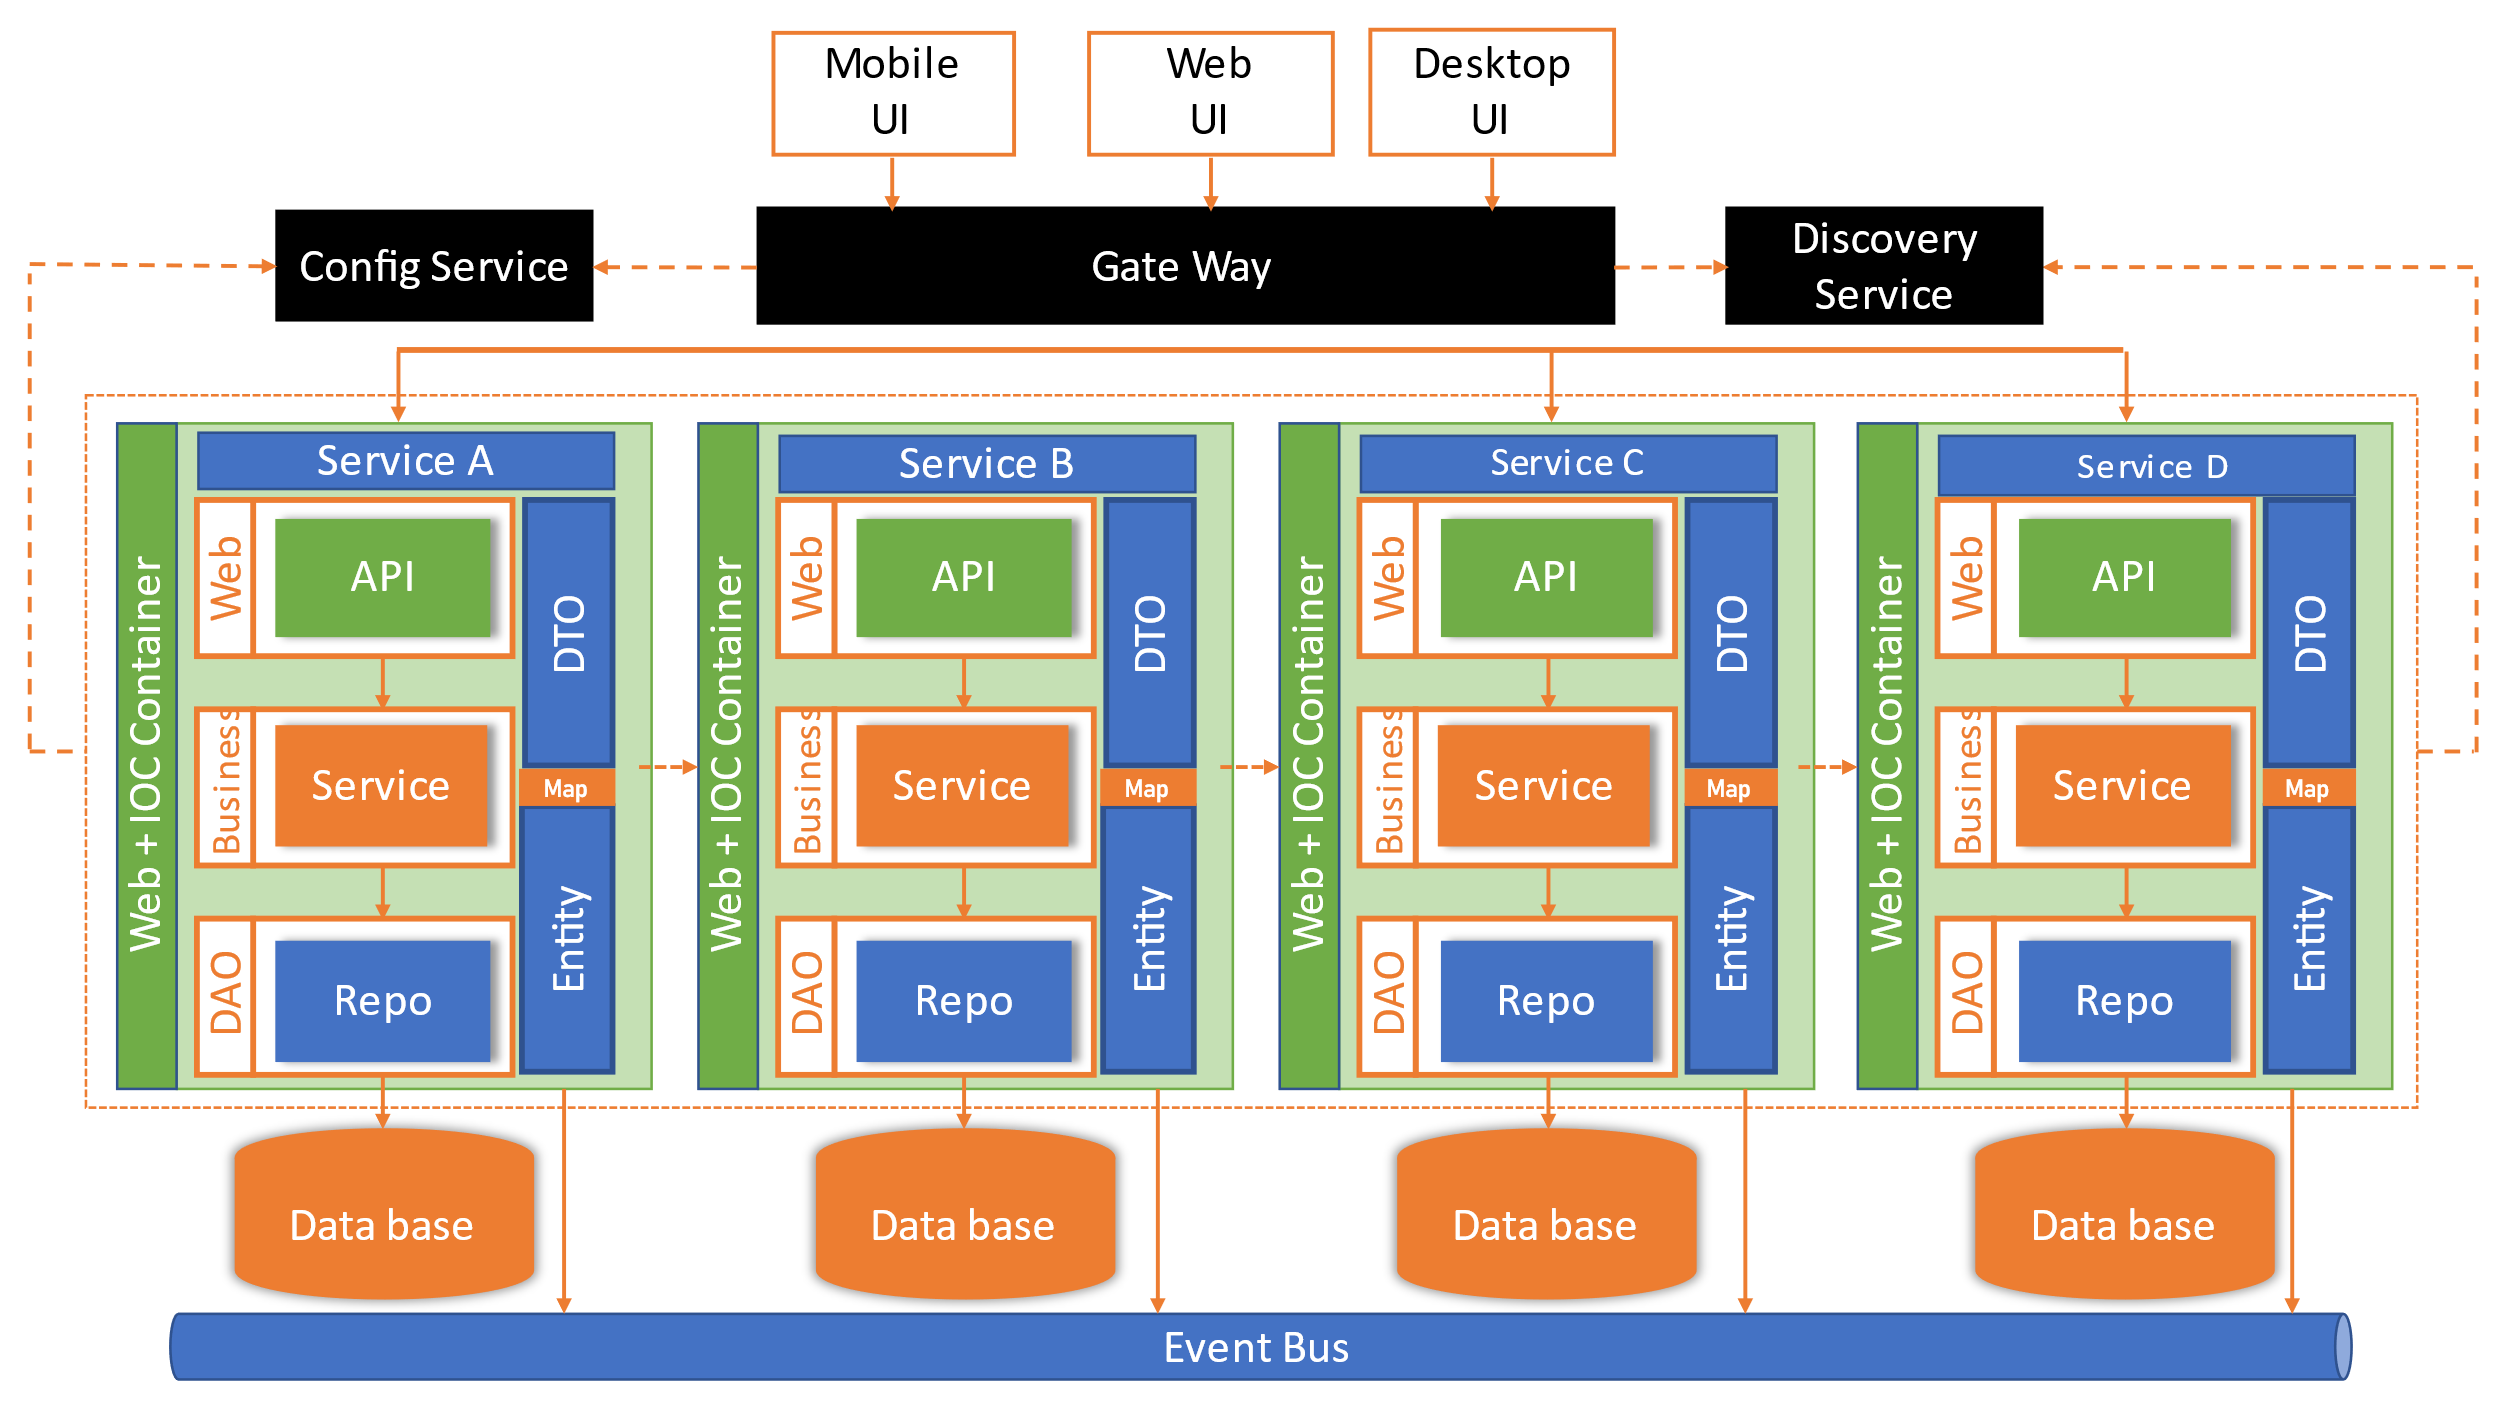 Mobile
UI
Web
UI
Desktop
UI
Config Service
Gate Way
Discovery
Service
Web + IOC Container
Service A
Web
API
DTO
Business
Service
Map
DAO
Repo
Entity
Web + IOC Container
Service B
Web
API
DTO
Business
Service
Map
DAO
Repo
Entity
Web + IOC Container
Service C
Web
API
DTO
Business
Service
Map
DAO
Repo
Entity
Web + IOC Container
Service D
Web
API
DTO
Business
Service
Map
DAO
Repo
Entity
Data base
Data base
Data base
Data base
Event Bus